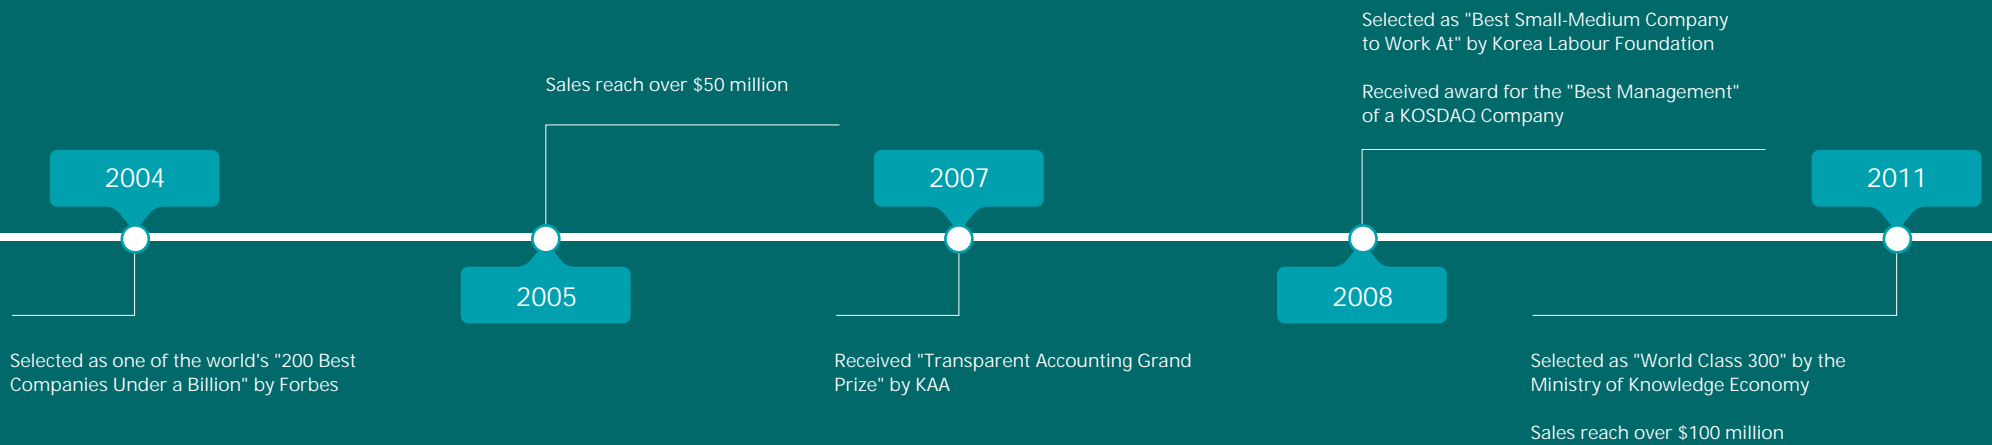 2004
Selected as one of the world's "200 Best
Companies Under a Billion" by Forbes
Sales reach over $50 million
2005
2007
Received "Transparent Accounting Grand
Prize" by KAA
Selected as "Best Small-Medium Company
to Work At" by Korea Labour Foundation
Received award for the "Best Management"
of a KOSDAQ Company
2008
2011
Selected as "World Class 300" by the
Ministry of Knowledge Economy
Sales reach over $100 million